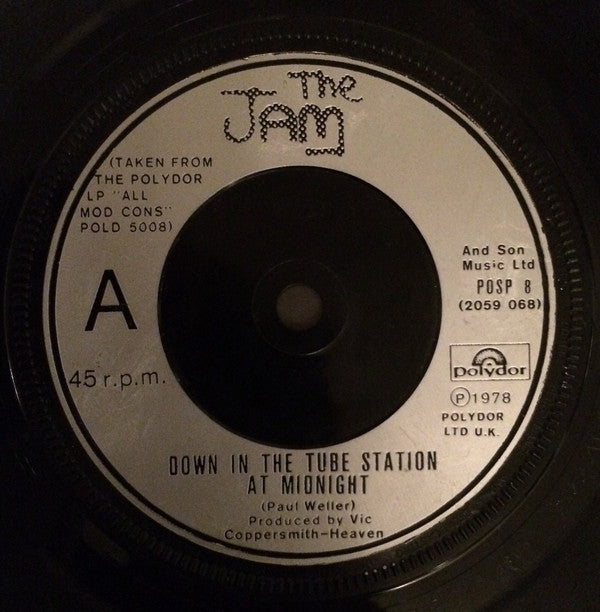 The
JAM
(TAKEN FROM
THE POLYDOR
LP "ALL
MOD CONS"
POLD 5008)
A
45 r.p.m.
And Son
Music Ltd
POSP 8
(2059 068)
polydor
Ⓟ1978
POLYDOR
LTD U.K.
DOWN IN THE TUBE STATION
AT MIDNIGHT
(Paul Weller)
Produced by Vic
Coppersmith-Heaven